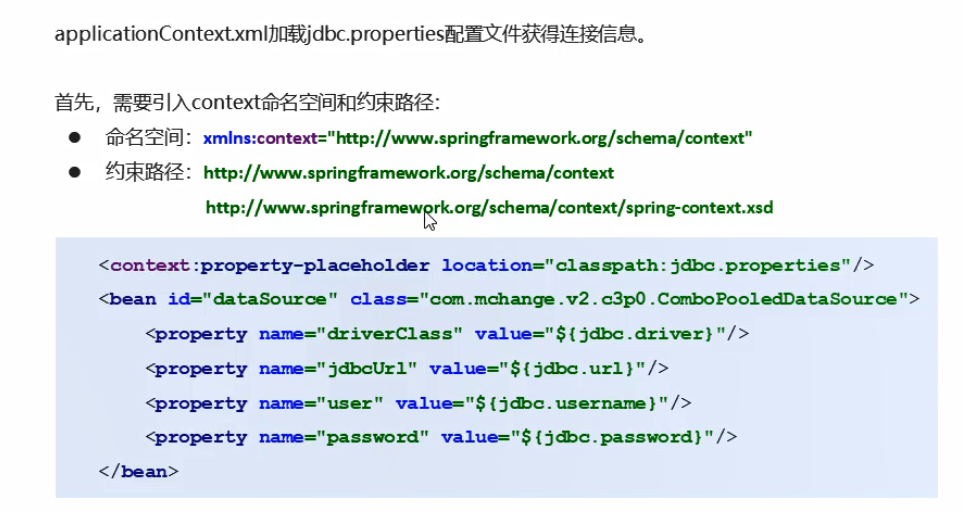 applicationContext.xml加载jdbc.properties配置文件获得连接信息。
首先，需要引入context命名空间和约束路径：
● 命名空间：xmlns:context="http://www.springframework.org/schema/context"
● 约束路径：http://www.springframework.org/schema/context
http://www.springframework.org/schema/context/spring-context.xsd
<context:property-placeholder location="classpath:jdbc.properties"/>
<bean id="dataSource" class="com.mchange.v2.c3p0.ComboPooledDataSource">
<property name="driverClass" value="${jdbc.driver}"/>
<property name="jdbcUrl" value="${jdbc.url}"/>
<property name="user" value="${jdbc.username}"/>
<property name="password" value="${jdbc.password}"/>
</bean>